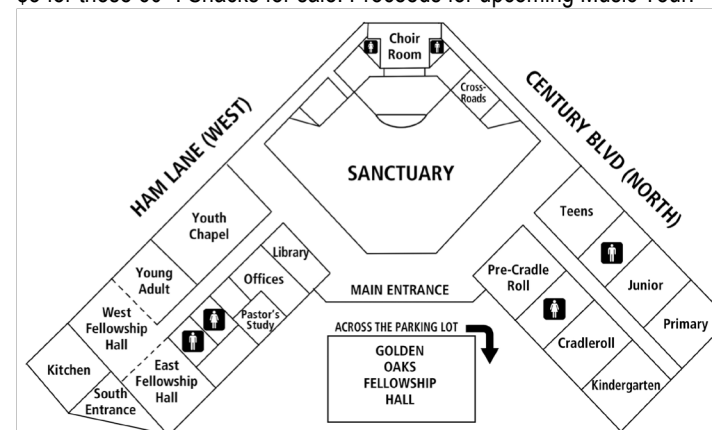 Choir
Room
Cross-
Roads
HAM LANE (WEST)
CENTURY BLVD (NORTH)
SANCTUARY
Youth
Chapel
Teens
Library
Offices
Young
Adult
Pastor's
Study
MAIN ENTRANCE
Pre-Cradle
Roll
Junior
West
Fellowship
Hall
ACROSS THE PARKING LOT
Primary
GOLDEN
OAKS
FELLOWSHIP
HALL
Cradleroll
Kitchen
East
Fellowship
Hall
South
Entrance
Kindergarten